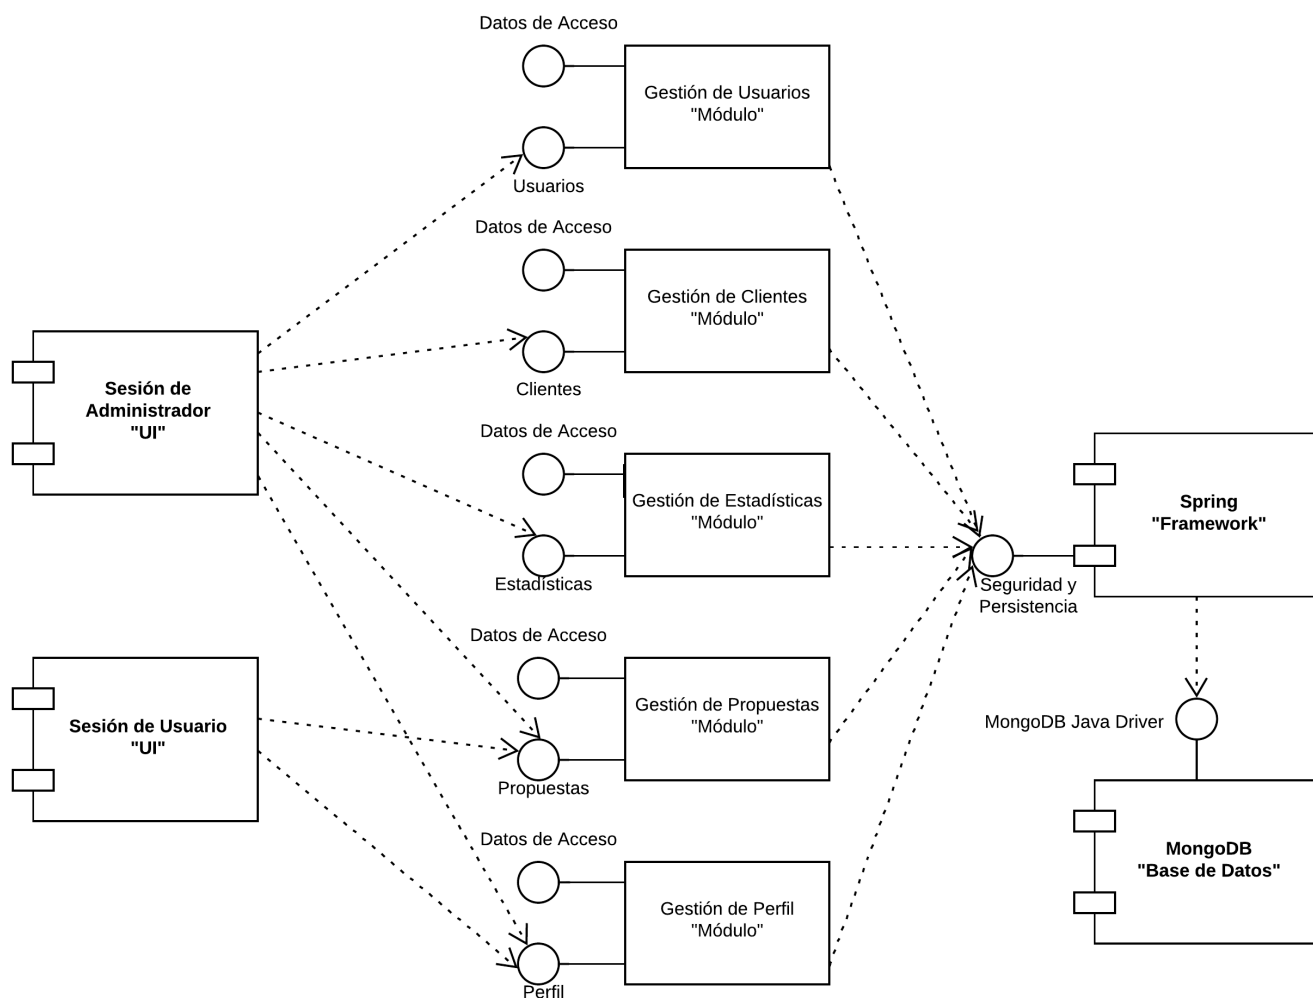 Datos de Acceso
Gestión de Usuarios
"Módulo"
Usuarios
Datos de Acceso
Gestión de Clientes
"Módulo"
Clientes
Sesión de
Administrador
"UI"
Datos de Acceso
Gestión de Estadísticas
"Módulo"
Estadísticas
Spring
"Framework"
Seguridad y
Persistencia
Datos de Acceso
Gestión de Propuestas
"Módulo"
Propuestas
Sesión de Usuario
"UI"
MongoDB Java Driver
Datos de Acceso
Gestión de Perfil
"Módulo"
Perfil
MongoDB
"Base de Datos"